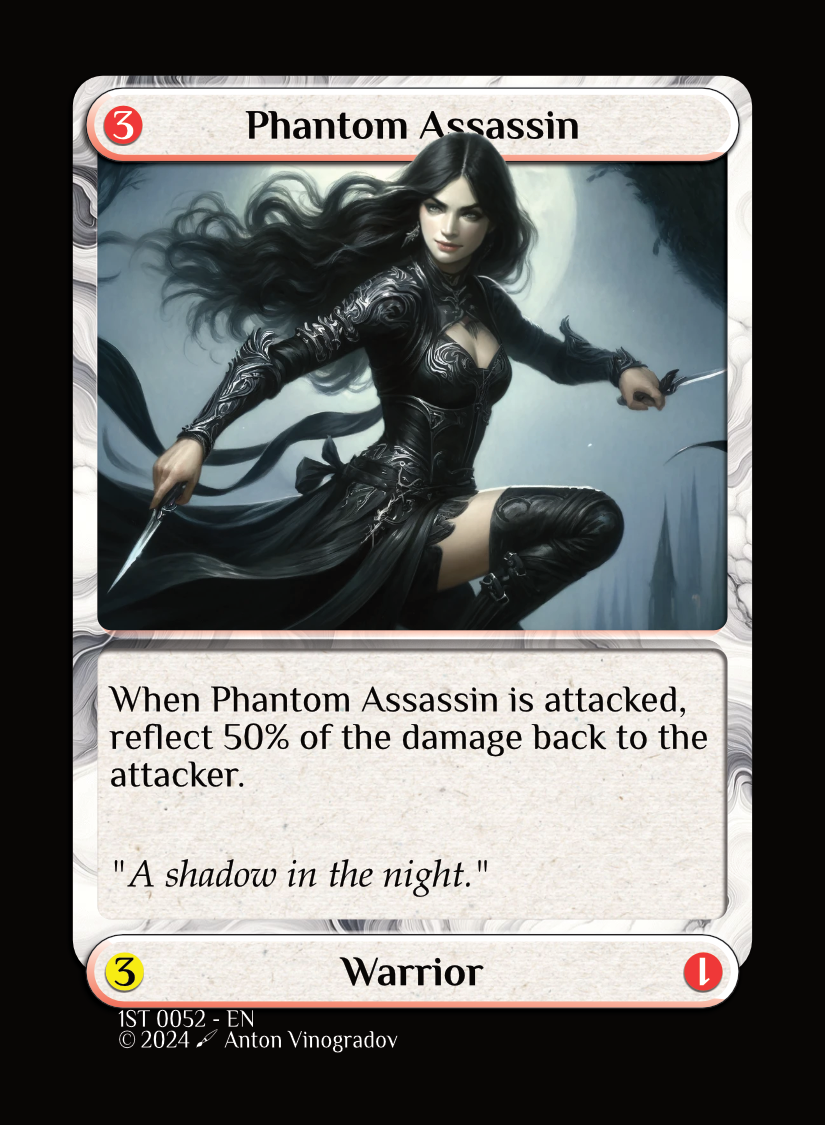 3 Phantom Assassin
When Phantom Assassin is attacked,
reflect 50% of the damage back to the
attacker.
"A shadow in the night."
3 Warrior 1
1ST 0052 - EN
© 2024 Anton Vinogradov